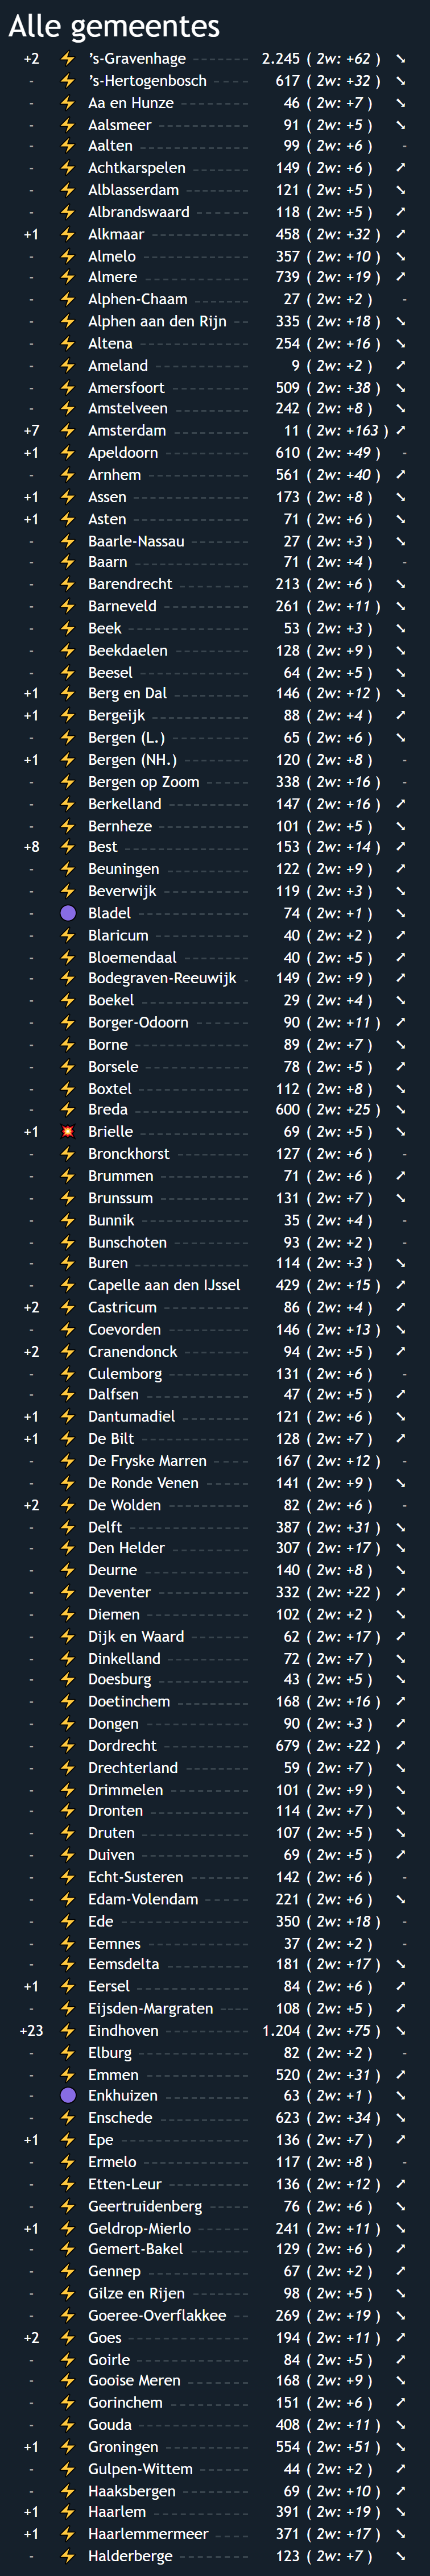 Alle gemeentes
+2 ’s-Gravenhage 2.245 ( 2w: +62 )
- ’s-Hertogenbosch 617 ( 2w: +32 )
- Aa en Hunze 46 ( 2w: +7 )
- Aalsmeer 91 ( 2w: +5 )
- Aalten 99 ( 2w: +6 ) -
- Achtkarspelen 149 ( 2w: +6 )
- Alblasserdam 121 ( 2w: +5 )
- Albrandswaard 118 ( 2w: +5 )
+1 Alkmaar 458 ( 2w: +32 )
- Almelo 357 ( 2w: +10 )
- Almere 739 ( 2w: +19 )
- Alphen-Chaam 27 ( 2w: +2 ) -
- Alphen aan den Rijn 335 ( 2w: +18 )
- Altena 254 ( 2w: +16 )
- Ameland 9 ( 2w: +2 )
- Amersfoort 509 ( 2w: +38 )
- Amstelveen 242 ( 2w: +8 )
+7 Amsterdam 11 ( 2w: +163 )
+1 Apeldoorn 610 ( 2w: +49 ) -
- Arnhem 561 ( 2w: +40 )
+1 Assen 173 ( 2w: +8 )
+1 Asten 71 ( 2w: +6 )
- Baarle-Nassau 27 ( 2w: +3 )
- Baarn 71 ( 2w: +4 ) -
- Barendrecht 213 ( 2w: +6 )
- Barneveld 261 ( 2w: +11 )
- Beek 53 ( 2w: +3 )
- Beekdaelen 128 ( 2w: +9 )
- Beesel 64 ( 2w: +5 )
+1 Berg en Dal 146 ( 2w: +12 )
+1 Bergeijk 88 ( 2w: +4 )
- Bergen (L.) 65 ( 2w: +6 )
+1 Bergen (NH.) 120 ( 2w: +8 ) -
- Bergen op Zoom 338 ( 2w: +16 ) -
- Berkelland 147 ( 2w: +16 )
- Bernheze 101 ( 2w: +5 )
+8 Best 153 ( 2w: +14 )
- Beuningen 122 ( 2w: +9 )
- Beverwijk 119 ( 2w: +3 )
- Bladel 74 ( 2w: +1 )
- Blaricum 40 ( 2w: +2 )
- Bloemendaal 40 ( 2w: +5 )
- Bodegraven-Reeuwijk 149 ( 2w: +9 )
- Boekel 29 ( 2w: +4 )
- Borger-Odoorn 90 ( 2w: +11 )
- Borne 89 ( 2w: +7 )
- Borsele 78 ( 2w: +5 )
- Boxtel 112 ( 2w: +8 )
- Breda 600 ( 2w: +25 )
+1 Brielle 69 ( 2w: +5 )
- Bronckhorst 127 ( 2w: +6 ) -
- Brummen 71 ( 2w: +6 )
- Brunssum 131 ( 2w: +7 )
- Bunnik 35 ( 2w: +4 ) -
- Bunschoten 93 ( 2w: +2 ) -
- Buren 114 ( 2w: +3 )
- Capelle aan den IJssel 429 ( 2w: +15 )
+2 Castricum 86 ( 2w: +4 )
- Coevorden 146 ( 2w: +13 )
+2 Cranendonck 94 ( 2w: +5 )
- Culemborg 131 ( 2w: +6 ) -
- Dalfsen 47 ( 2w: +5 )
+1 Dantumadiel 121 ( 2w: +6 )
+1 De Bilt 128 ( 2w: +7 )
- De Fryske Marren 167 ( 2w: +12 ) -
- De Ronde Venen 141 ( 2w: +9 )
+2 De Wolden 82 ( 2w: +6 ) -
- Delft 387 ( 2w: +31 )
- Den Helder 307 ( 2w: +17 )
- Deurne 140 ( 2w: +8 )
- Deventer 332 ( 2w: +22 )
- Diemen 102 ( 2w: +2 )
- Dijk en Waard 62 ( 2w: +17 )
- Dinkelland 72 ( 2w: +7 )
- Doesburg 43 ( 2w: +5 )
- Doetinchem 168 ( 2w: +16 )
- Dongen 90 ( 2w: +3 )
- Dordrecht 679 ( 2w: +22 )
- Drechterland 59 ( 2w: +7 )
- Drimmelen 101 ( 2w: +9 )
- Dronten 114 ( 2w: +7 )
- Druten 107 ( 2w: +5 )
- Duiven 69 ( 2w: +5 )
- Echt-Susteren 142 ( 2w: +6 ) -
- Edam-Volendam 221 ( 2w: +6 )
- Ede 350 ( 2w: +18 ) -
- Eemnes 37 ( 2w: +2 ) -
- Eemsdelta 181 ( 2w: +17 )
+1 Eersel 84 ( 2w: +6 )
- Eijsden-Margraten 108 ( 2w: +5 )
+23 Eindhoven 1.204 ( 2w: +75 )
- Elburg 82 ( 2w: +2 ) -
- Emmen 520 ( 2w: +31 )
- Enkhuizen 63 ( 2w: +1 )
- Enschede 623 ( 2w: +34 )
+1 Epe 136 ( 2w: +7 )
- Ermelo 117 ( 2w: +8 ) -
- Etten-Leur 136 ( 2w: +12 )
- Geertruidenberg 76 ( 2w: +6 )
+1 Geldrop-Mierlo 241 ( 2w: +11 )
- Gemert-Bakel 129 ( 2w: +6 )
- Gennep 67 ( 2w: +2 )
- Gilze en Rijen 98 ( 2w: +5 )
- Goeree-Overflakkee 269 ( 2w: +19 )
+2 Goes 194 ( 2w: +11 )
- Goirle 84 ( 2w: +5 )
- Gooise Meren 168 ( 2w: +9 )
- Gorinchem 151 ( 2w: +6 )
- Gouda 408 ( 2w: +11 )
+1 Groningen 554 ( 2w: +51 )
- Gulpen-Wittem 44 ( 2w: +2 )
- Haaksbergen 69 ( 2w: +10 )
+1 Haarlem 391 ( 2w: +19 )
+1 Haarlemmermeer 371 ( 2w: +17 )
- Halderberge 123 ( 2w: +7 )